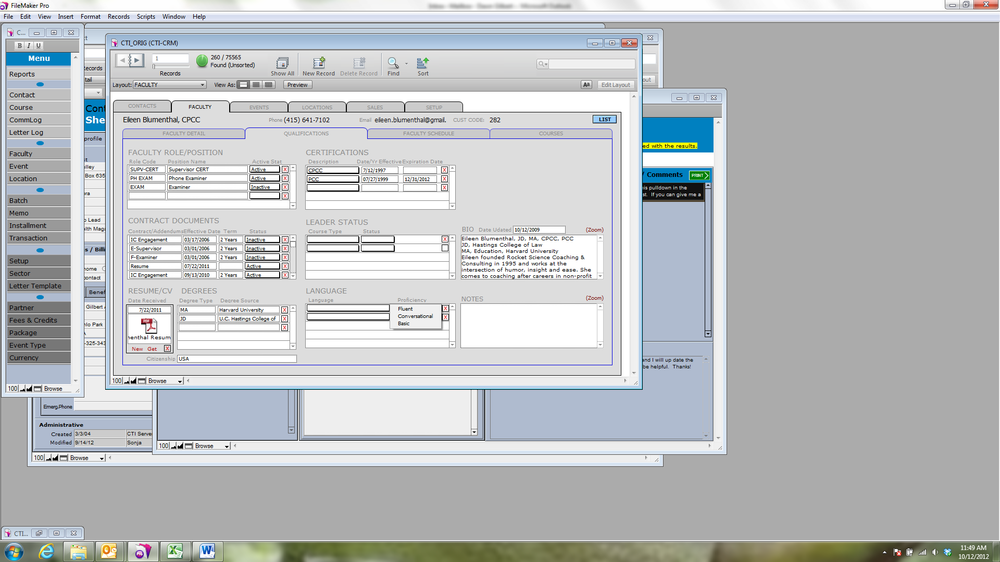 FileMaker Pro
File Edit View Insert Format Records Scripts Window Help
C...
B I U
Menu
Reports
Contact
Course
CommLog
Letter Log
Faculty
Event
Location
Batch
Memo
Installment
Transaction
Setup
Sector
Letter Template
Partner
Fees & Credits
Package
Event Type
Currency
100 Browse
CTI_ORIG (CTI-CRM)
1
Records
260 / 75565
Found (Unsorted)
Show All
New Record
Delete Record
Find
Sort
Layout: FACULTY
View As:
Preview
Aa
Edit Layout
CONTACTS FACULTY EVENTS LOCATIONS SALES SETUP
Eileen Blumenthal, CPCC Phone (415) 641-7102 Email eileen.blumenthal@gmail. CUST CODE: 282
LIST
FACULTY DETAIL QUALIFICATIONS FACULTY SCHEDULE COURSES
FACULTY ROLE/POSITION
Role Code Position Name Active Stat
SUPV-CERT Supervisor CERT Active X
PH EXAM Phone Examiner Active X
EXAM Examiner Inactive X
X
CERTIFICATIONS
Description Date/Yr Effective Expiration Date
CPCC 7/12/1997 X
PCC 07/27/1999 12/31/2012 X
X
CONTRACT DOCUMENTS
Contract/Addendums Effective Date Term Status
IC Engagement 03/17/2006 2 Years Inactive X
E-Supervisor 03/01/2006 2 Years Inactive X
F-Examiner 03/01/2006 2 Years Inactive X
Resume 07/22/2011 Active X
IC Engagement 09/13/2010 2 Years Active X
LEADER STATUS
Course Type Status
X
BIO Date Udated 10/12/2009 (Zoom)
Eileen Blumenthal, JD, MA, CPCC, PCC
JD, Hastings College of Law
MA, Education, Harvard University
Eileen founded Rocket Science Coaching &
Consulting in 1995 and works at the
intersection of humor, insight and ease. She
comes to coaching after careers in non-profit
RESUME/CV
Date Received
7/22/2011
PDF
nenthal Resum
New Get X
DEGREES
Degree Type Degree Source
MA Harvard University X
JD U.C. Hastings College of X
X
Citizenship USA
LANGUAGE
Language Proficiency
Fluent
Conversational
Basic
X
X
NOTES (Zoom)
100 Browse
ct
Records
tail
Cont
She
profile
st
elley
Box 635
ora
o Lead
alth Maga
s / Billi
home
contact
Benef
Gilbert A
nlo Park
A
-325-343
Emerg.Phone
Administrative
Created 3/3/04 CTI Serve
Modified 9/14/12 Sonja
100 Browse
out
ed with the results.
/ Comments
PRINT
his pulldown in the
st. If you can give me a
and I will up date the
be helpful. Thanks!
100 Browse
CTI...
Pro
11:49 AM
10/12/2012